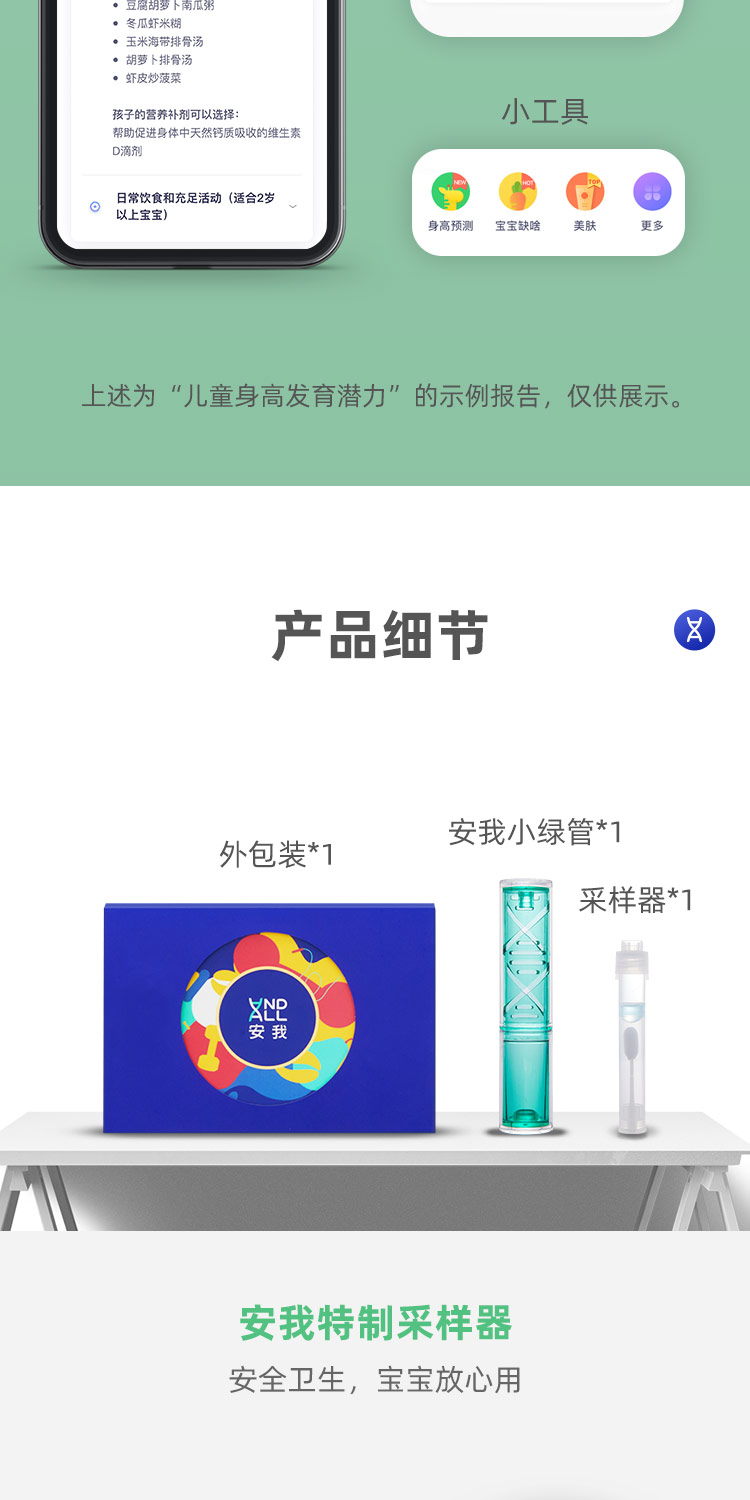 豆腐胡萝卜南瓜粥
冬瓜虾米糊
玉米海带排骨汤
胡萝卜排骨汤
虾皮炒菠菜
孩子的营养补剂可以选择:
帮助促进身体中天然钙质吸收的维生素
D滴剂
日常饮食和充足活动（适合2岁
以上宝宝）
小工具
NEW
HOT
TOP
身高预测 宝宝缺啥 美肤 更多
上述为“儿童身高发育潜力”的示例报告，仅供展示。
产品细节
外包装*1
安我小绿管*1
采样器*1
AND
ALL
安我
安我特制采样器
安全卫生，宝宝放心用